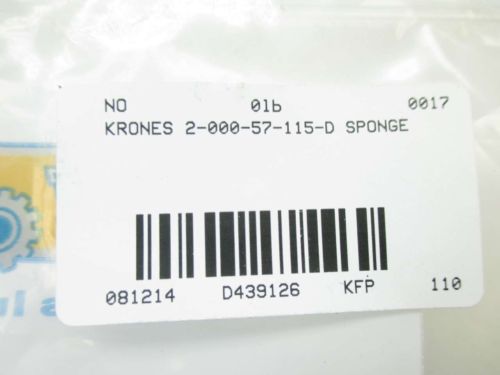 NO 01b 0017
KRONES 2-000-57-115-D SPONGE
081214 D439126 KFP 110